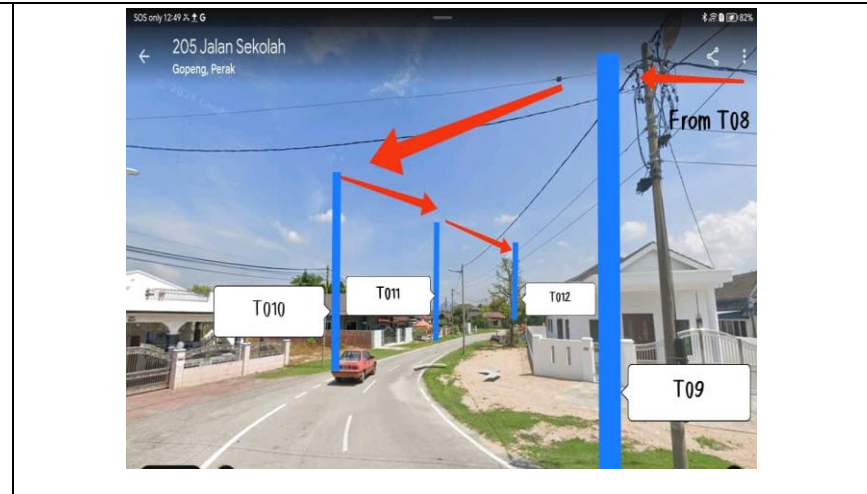 SOS only 12:49
82%
205 Jalan Sekolah
Gopeng, Perak
From T08
T010
T011
T012
T09